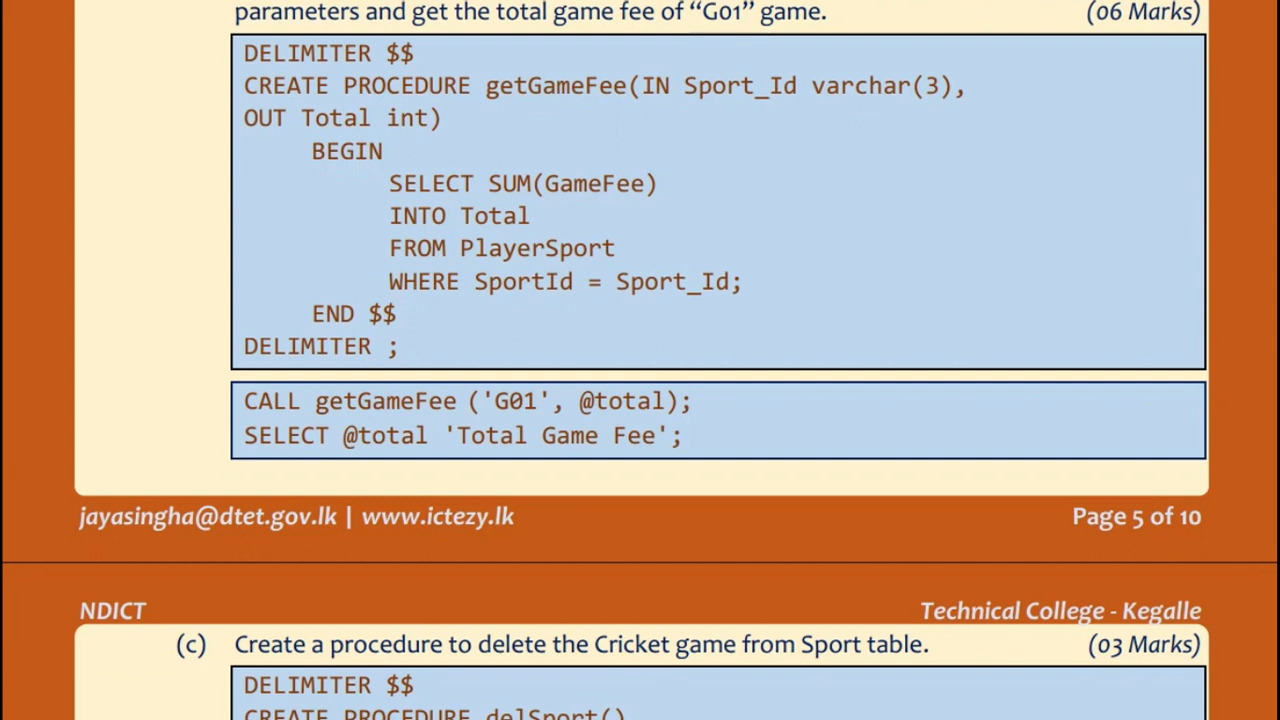 parameters and get the total game fee of “G01” game. (06 Marks)
DELIMITER $$
CREATE PROCEDURE getGameFee(IN Sport_Id varchar(3),
OUT Total int)
BEGIN
SELECT SUM(GameFee)
INTO Total
FROM PlayerSport
WHERE SportId = Sport_Id;
END $$
DELIMITER ;
CALL getGameFee ('G01', @total);
SELECT @total 'Total Game Fee';
jayasingha@dtet.gov.lk | www.ictezy.lk Page 5 of 10
NDICT Technical College - Kegalle
(c) Create a procedure to delete the Cricket game from Sport table. (03 Marks)
DELIMITER $$
CREATE PROCEDURE delSport()